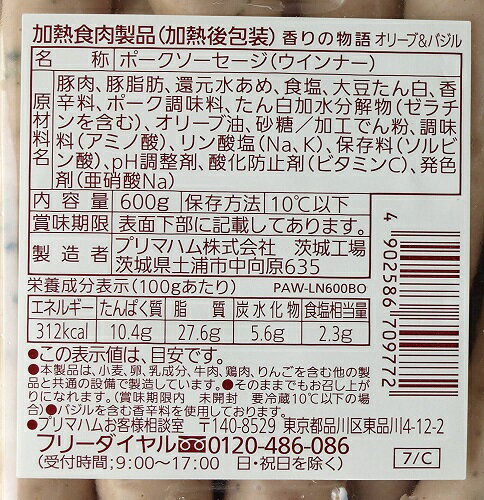 加熱食肉製品(加熱後包装) 香りの物語 オリーブ&バジル
名称 ポークソーセージ(ウインナー)
原材料名 豚肉、豚脂肪、還元水あめ、食塩、大豆たん白、香
辛料、ポーク調味料、たん白加水分解物(ゼラチ
ンを含む)、オリーブ油、砂糖／加工でん粉、調味
料(アミノ酸)、リン酸塩(Na、K)、保存料(ソルビ
ン酸)、pH調整剤、酸化防止剤(ビタミンC)、発色
剤(亜硝酸Na)
内容量 600g 保存方法 10℃以下
賞味期限 表面下部に記載してあります。
製造者 プリマハム株式会社 茨城工場
茨城県土浦市中向原635
栄養成分表示(100gあたり) PAW-LN600BO
エネルギー たんぱく質 脂質 炭水化物 食塩相当量
312kcal 10.4g 27.6g 5.6g 2.3g
●この表示値は、目安です。
●本製品は、小麦、卵、乳成分、牛肉、鶏肉、りんごを含む他の製
品と共通の設備で製造しています。●そのままでもお召し上が
りになれます。(賞味期限内 未開封 要冷蔵10℃以下の場
合) ●バジルを含む香辛料を使用しております。
●プリマハムお客様相談室 〒140-8529 東京都品川区東品川4-12-2
フリーダイヤル 0120-486-086
(受付時間;9:00〜17:00 日・祝日を除く)
7/C
4 902286 709772